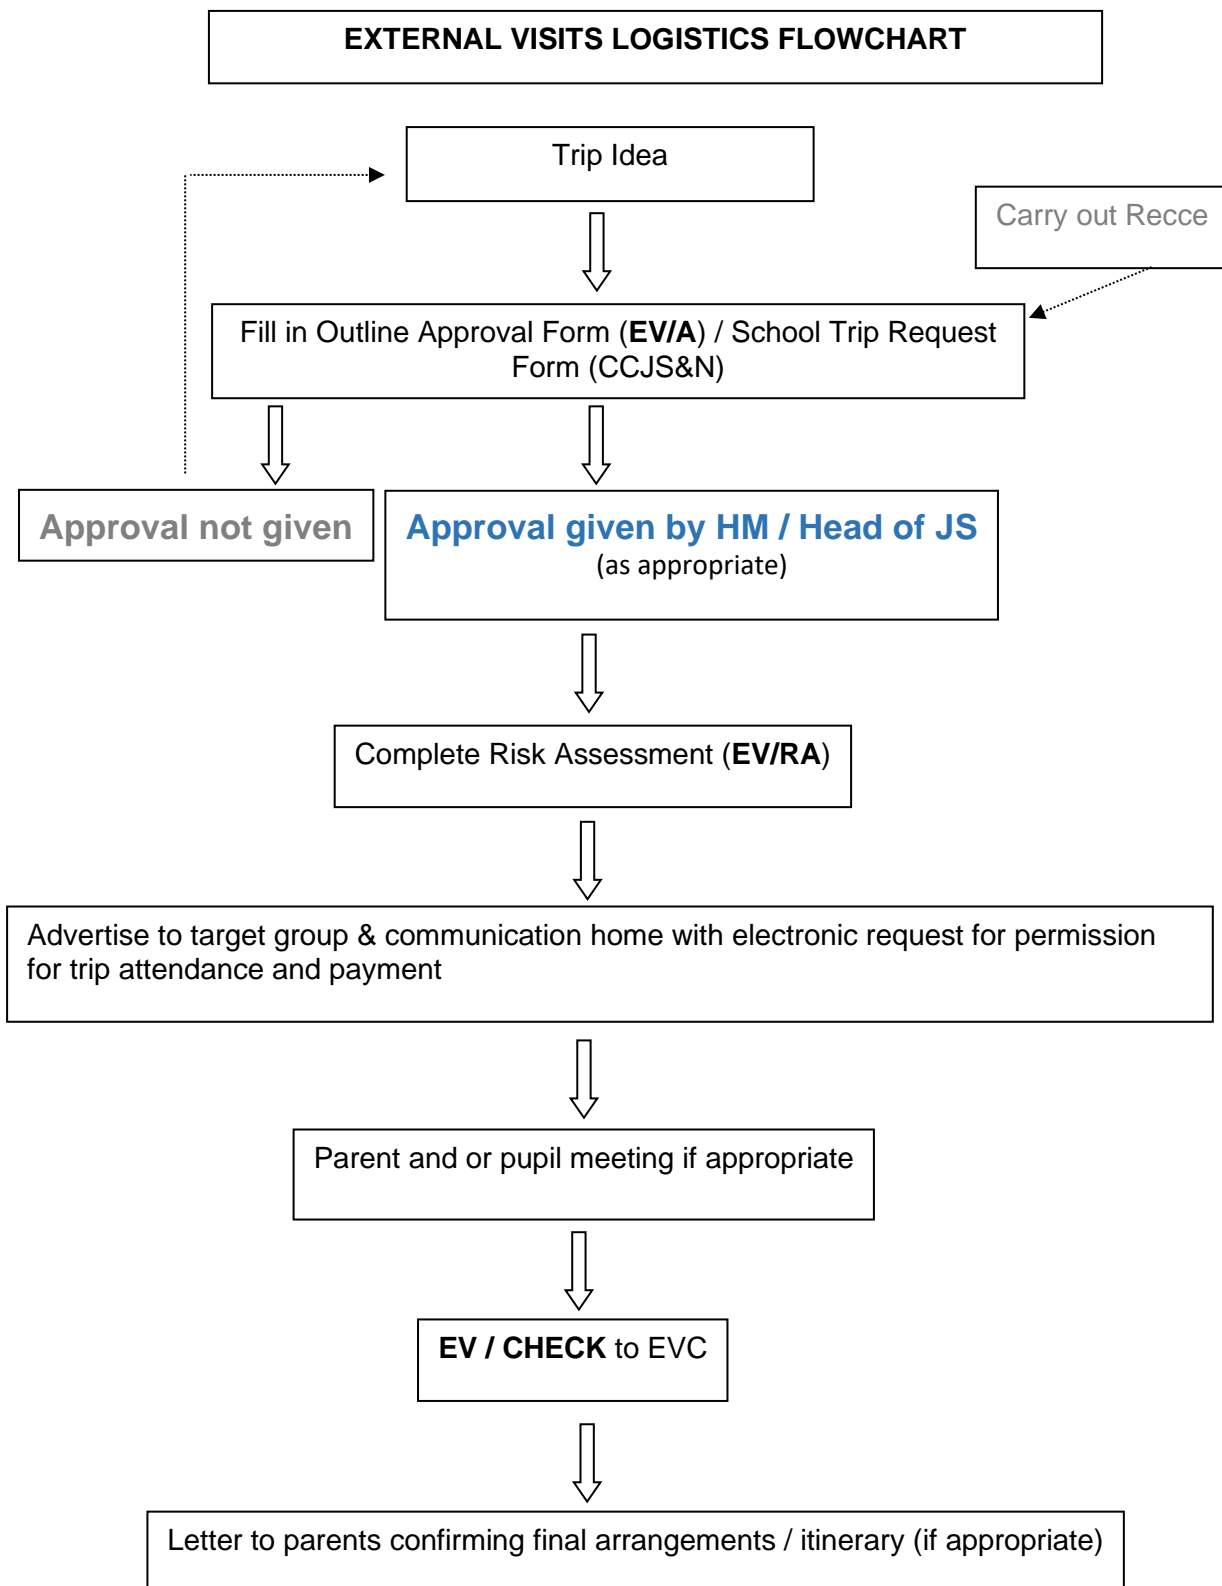 EXTERNAL VISITS LOGISTICS FLOWCHART
Trip Idea
Carry out Recce
Fill in Outline Approval Form (EV/A) / School Trip Request
Form (CCJS&N)
Approval not given
Approval given by HM / Head of JS
(as appropriate)
Complete Risk Assessment (EV/RA)
Advertise to target group & communication home with electronic request for permission
for trip attendance and payment
Parent and or pupil meeting if appropriate
EV / CHECK to EVC
Letter to parents confirming final arrangements / itinerary (if appropriate)